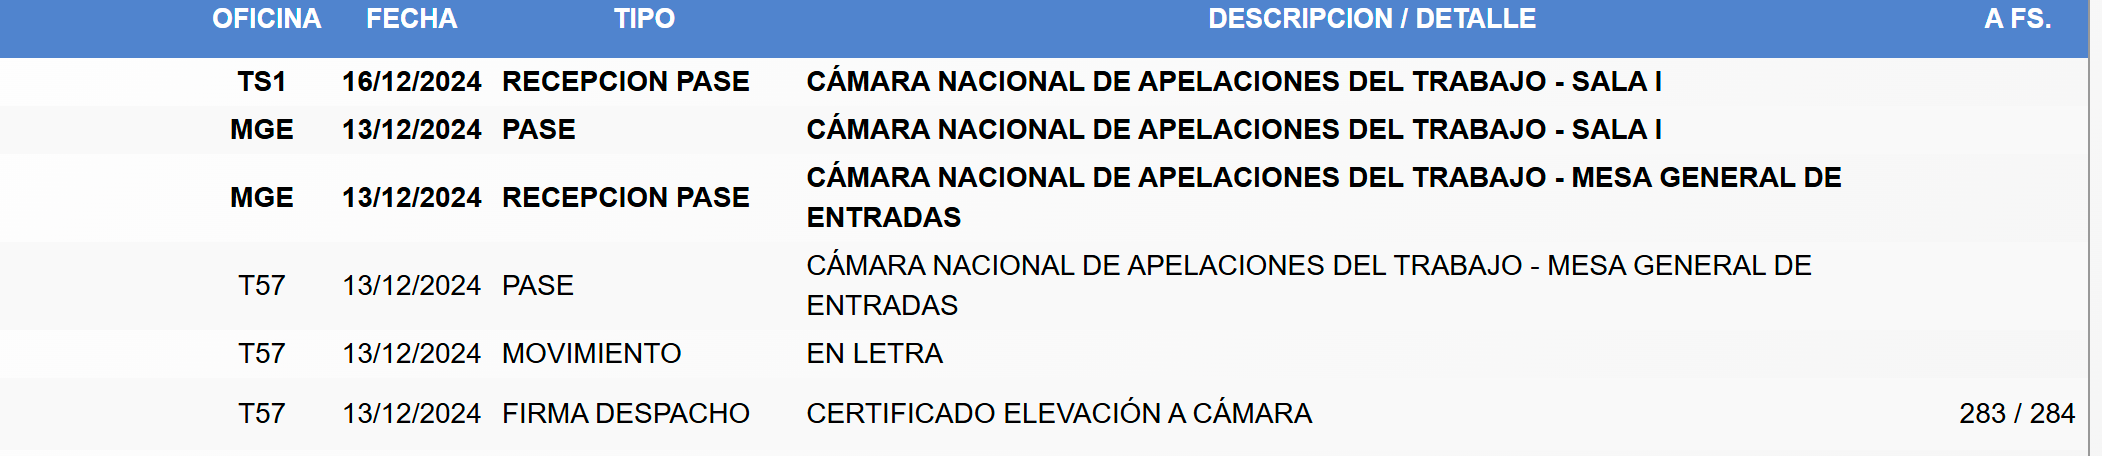 OFICINA FECHA TIPO DESCRIPCION / DETALLE A FS.
TS1 16/12/2024 RECEPCION PASE CÁMARA NACIONAL DE APELACIONES DEL TRABAJO - SALA I
MGE 13/12/2024 PASE CÁMARA NACIONAL DE APELACIONES DEL TRABAJO - SALA I
MGE 13/12/2024 RECEPCION PASE CÁMARA NACIONAL DE APELACIONES DEL TRABAJO - MESA GENERAL DE
ENTRADAS
T57 13/12/2024 PASE CÁMARA NACIONAL DE APELACIONES DEL TRABAJO - MESA GENERAL DE
ENTRADAS
T57 13/12/2024 MOVIMIENTO EN LETRA
T57 13/12/2024 FIRMA DESPACHO CERTIFICADO ELEVACIÓN A CÁMARA 283 / 284